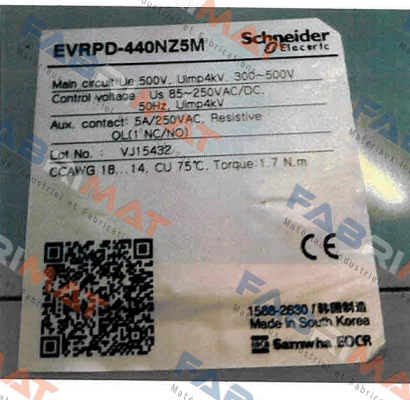 EVRPD-440NZ5M
Schneider
Electric
Main circuit:Ue 500V, Uimp4kV, 300~500V
Control voltage : Us 85~250VAC/DC,
50Hz, Uimp4kV
Aux. contact: 5A/250VAC, Resistive
OL(1 NC/NO)
Lot No. : VJ15432
CCAWG 18...14, CU 75℃, Torque:1.7 N.m
CE
1588-2630 / 韩国制造
Made in South Korea
Samwha EOCR
FABRIMAT